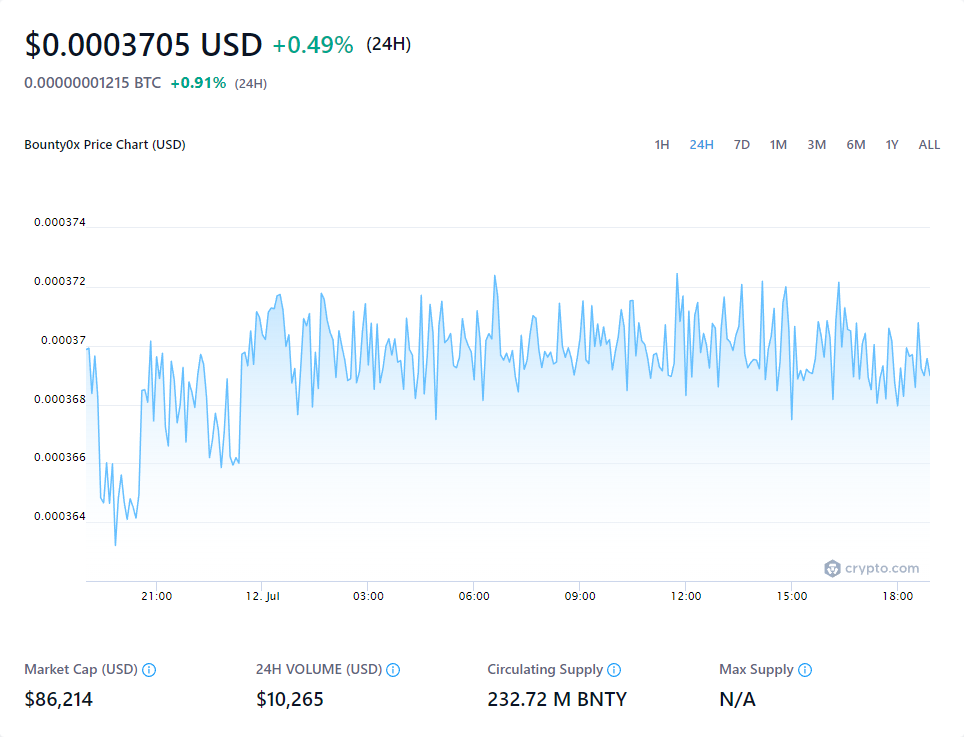 $0.0003705 USD +0.49% (24H)
0.00000001215 BTC +0.91% (24H)
Bounty0x Price Chart (USD) 1H 24H 7D 1M 3M 6M 1Y ALL
0.000374
0.000372
0.00037
0.000368
0.000366
0.000364
crypto.com
21:00 12. Jul 03:00 06:00 09:00 12:00 15:00 18:00
Market Cap (USD) 24H VOLUME (USD) Circulating Supply Max Supply
$86,214 $10,265 232.72 M BNTY N/A